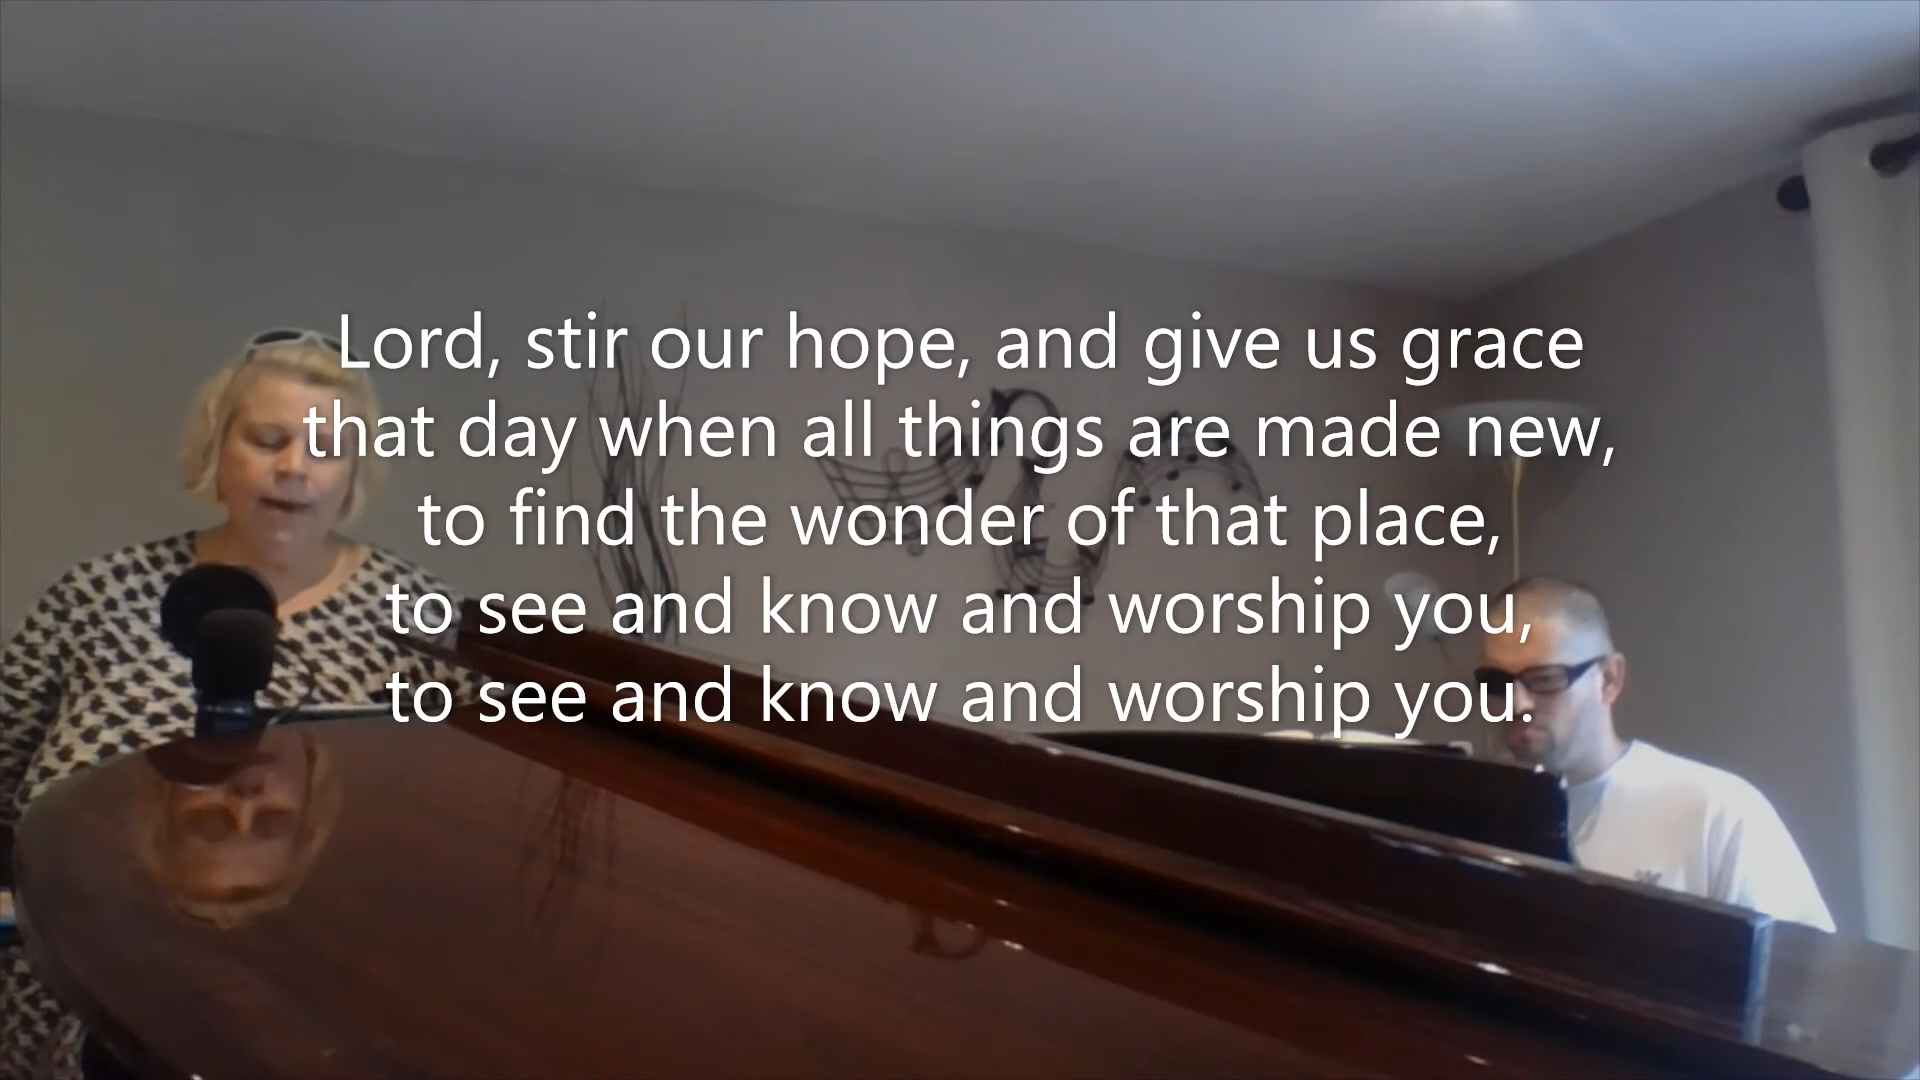 Lord, stir our hope, and give us grace
that day when all things are made new,
to find the wonder of that place,
to see and know and worship you,
to see and know and worship you.